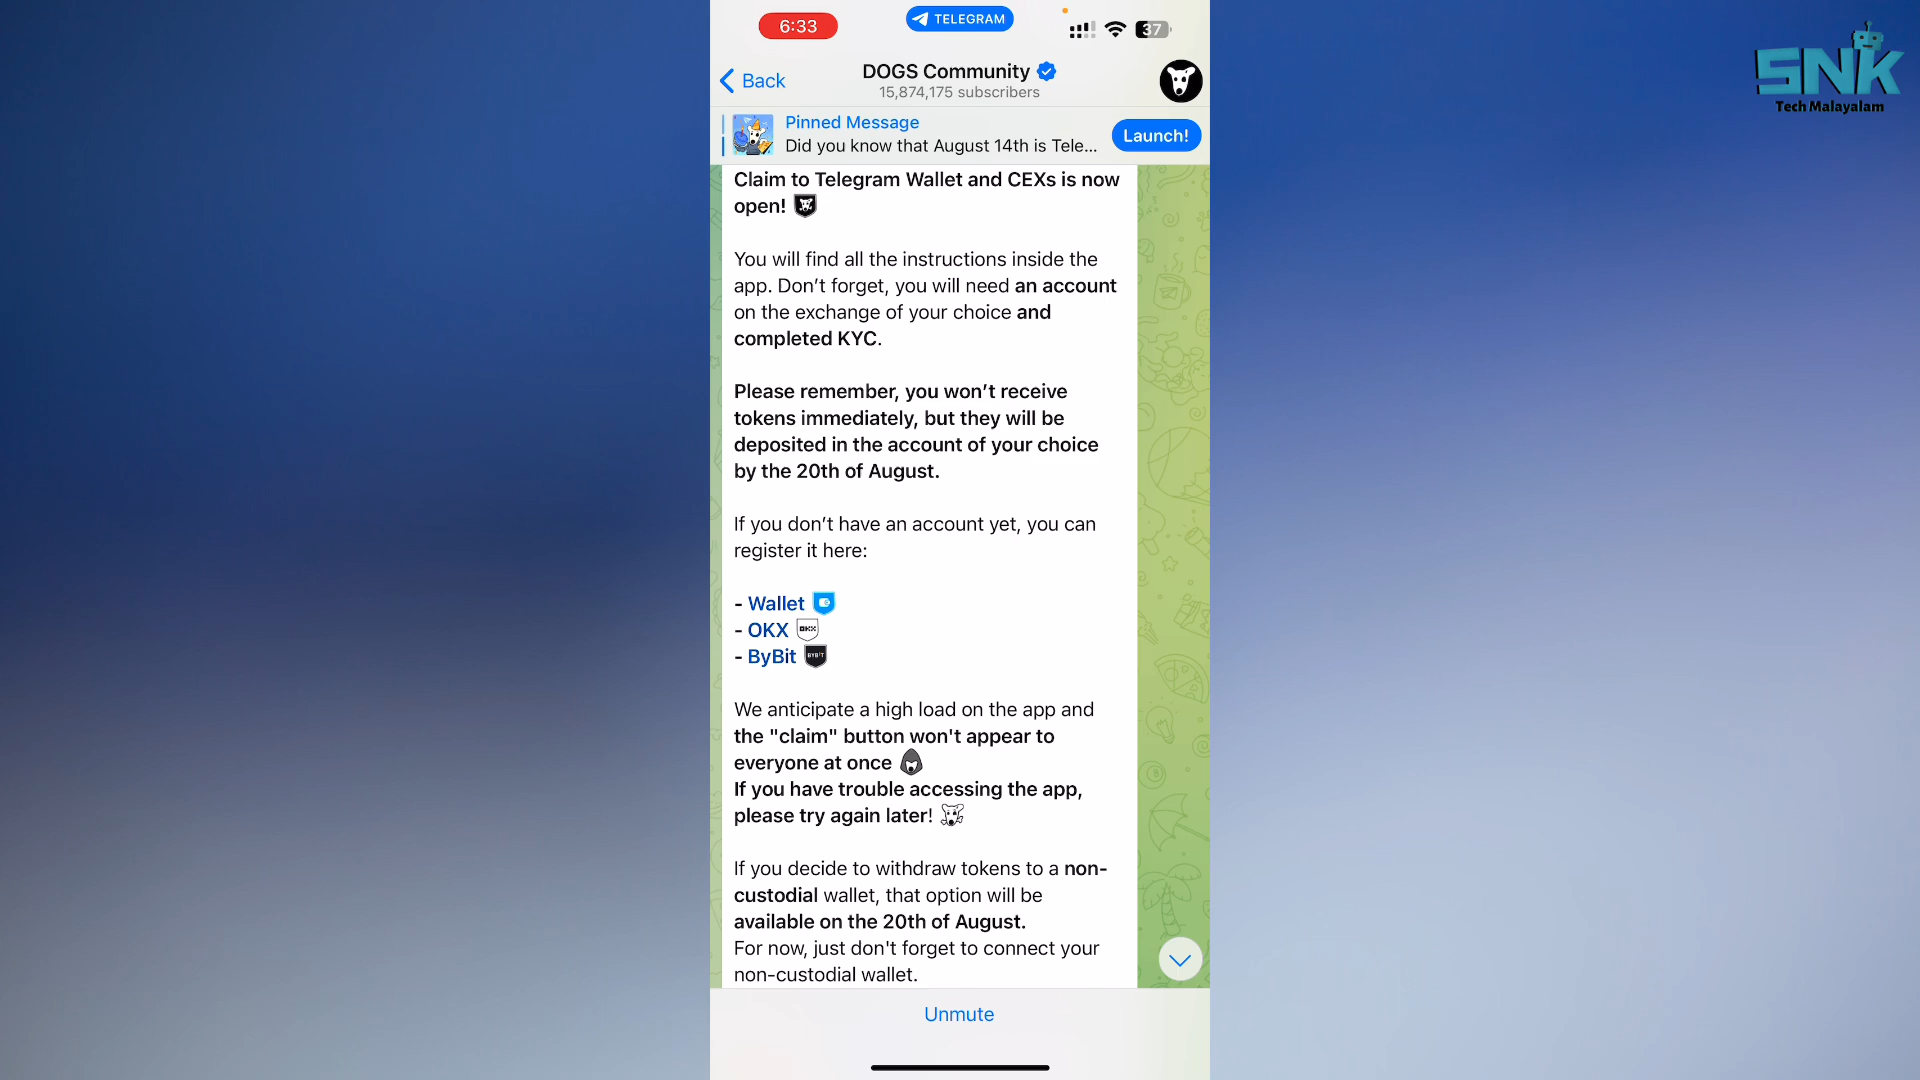 6:33
TELEGRAM
37
SNK
Tech Malayalam
Back
DOGS Community
15,874,175 subscribers
Pinned Message
Did you know that August 14th is Tele...
Launch!
Claim to Telegram Wallet and CEXs is now
open!
You will find all the instructions inside the
app. Don’t forget, you will need an account
on the exchange of your choice and
completed KYC.
Please remember, you won’t receive
tokens immediately, but they will be
deposited in the account of your choice
by the 20th of August.
If you don’t have an account yet, you can
register it here:
- Wallet
- OKX OKX
- ByBit BYBIT
We anticipate a high load on the app and
the "claim" button won't appear to
everyone at once
If you have trouble accessing the app,
please try again later!
If you decide to withdraw tokens to a non-
custodial wallet, that option will be
available on the 20th of August.
For now, just don't forget to connect your
non-custodial wallet.
Unmute